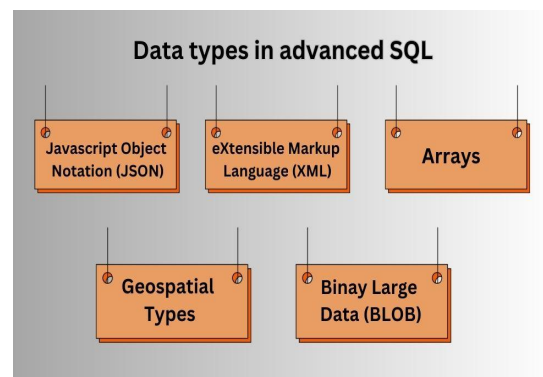 Data types in advanced SQL
Javascript Object
Notation (JSON)
eXtensible Markup
Language (XML)
Arrays
Geospatial
Types
Binay Large
Data (BLOB)